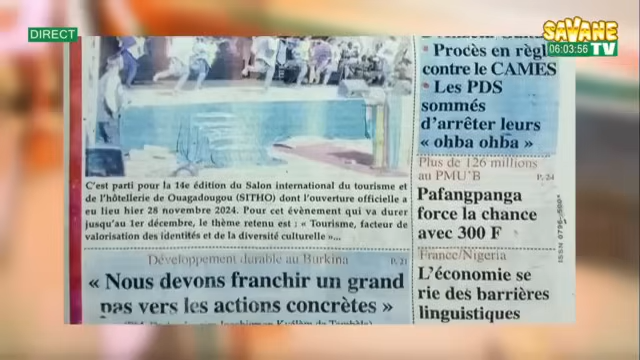 DIRECT
SAVANE
06:03:56 TV
• Procès en règl
contre le CAMES
• Les PDS
sommés
d'arrêter leurs
« ohba ohba »
Plus de 126 millions
au PMU'B P. 24
Pafangpanga
force la chance
avec 300 F
France/Nigeria
L'économie se
rie des barrières
linguistiques
C'est parti pour la 14e édition du Salon international du tourisme et
de l'hôtellerie de Ouagadougou (SITHO) dont l'ouverture officielle a
eu lieu hier 28 novembre 2024. Pour cet évènement qui va durer
jusqu'au 1er décembre, le thème retenu est : « Tourisme, facteur de
valorisation des identités et de la diversité culturelle »...
Développement durable au Burkina P. 21
« Nous devons franchir un grand
pas vers les actions concrètes »